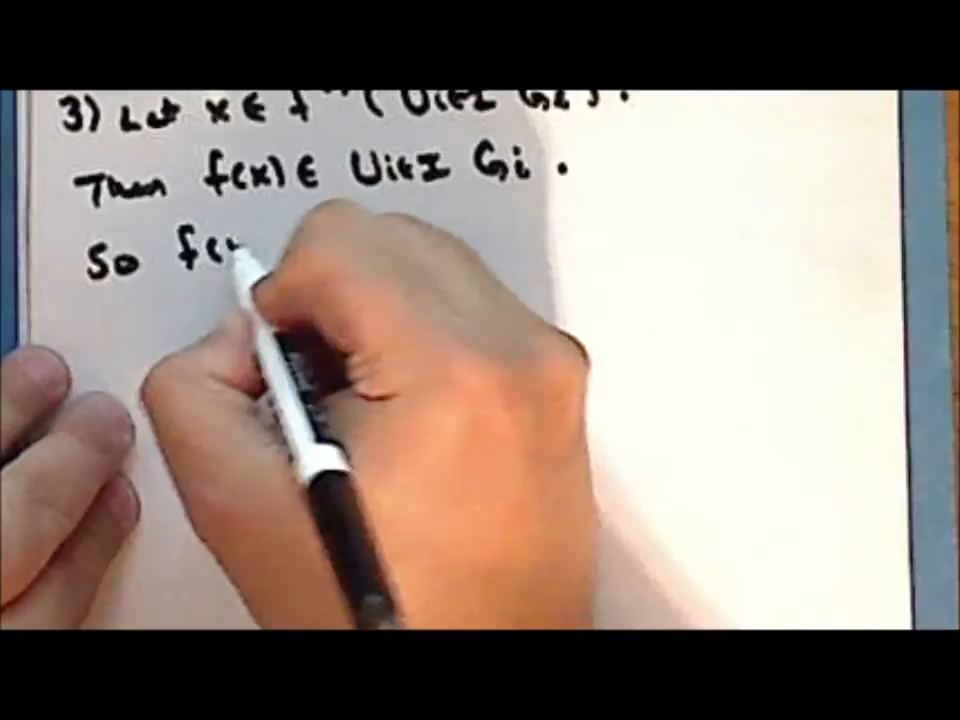 3) Let x ∈ f⁻¹( ∪i∈I Gi ).
Then f(x) ∈ ∪i∈I Gi .
So f(x